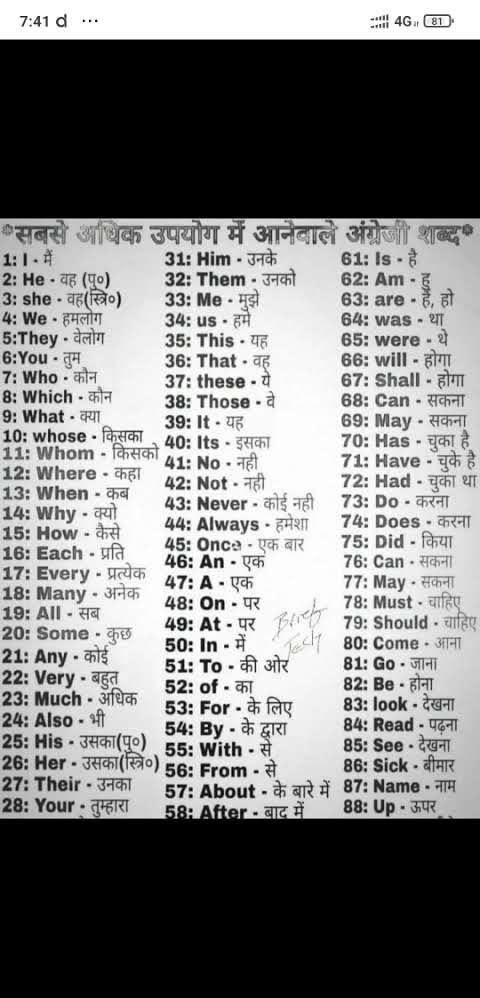 7:41 d ...
4G 81
*सबसे अधिक उपयोग में आनेवाले अंग्रेजी शब्द*
1: I - मैं
2: He - वह (पु०)
3: she - वह(स्त्रि०)
4: We - हमलोग
5:They - वेलोग
6:You - तुम
7: Who - कौन
8: Which - कौन
9: What - क्या
10: whose - किसका
11: Whom - किसको
12: Where - कहा
13: When - कब
14: Why - क्यो
15: How - कैसे
16: Each - प्रति
17: Every - प्रत्येक
18: Many - अनेक
19: All - सब
20: Some - कुछ
21: Any - कोई
22: Very - बहुत
23: Much - अधिक
24: Also - भी
25: His - उसका(पु०)
26: Her - उसका(स्त्रि०)
27: Their - उनका
28: Your - तुम्हारा
31: Him - उनके
32: Them - उनको
33: Me - मुझे
34: us - हमे
35: This - यह
36: That - वह
37: these - ये
38: Those - वे
39: It - यह
40: Its - इसका
41: No - नही
42: Not - नही
43: Never - कोई नही
44: Always - हमेशा
45: Once - एक बार
46: An - एक
47: A - एक
48: On - पर
49: At - पर
50: In - में
51: To - की ओर
52: of - का
53: For - के लिए
54: By - के द्वारा
55: With - से
56: From - से
57: About - के बारे में
58: After - बाद में
Tech
61: Is - है
62: Am - हु
63: are - हैं, हो
64: was - था
65: were - थे
66: will - होगा
67: Shall - होगा
68: Can - सकना
69: May - सकना
70: Has - चुका है
71: Have - चुके है
72: Had - चुका था
73: Do - करना
74: Does - करना
75: Did - किया
76: Can - सकना
77: May - सकना
78: Must - चाहिए
79: Should - चाहिए
80: Come - आना
81: Go - जाना
82: Be - होना
83: look - देखना
84: Read - पढ़ना
85: See - देखना
86: Sick - बीमार
87: Name - नाम
88: Up - ऊपर